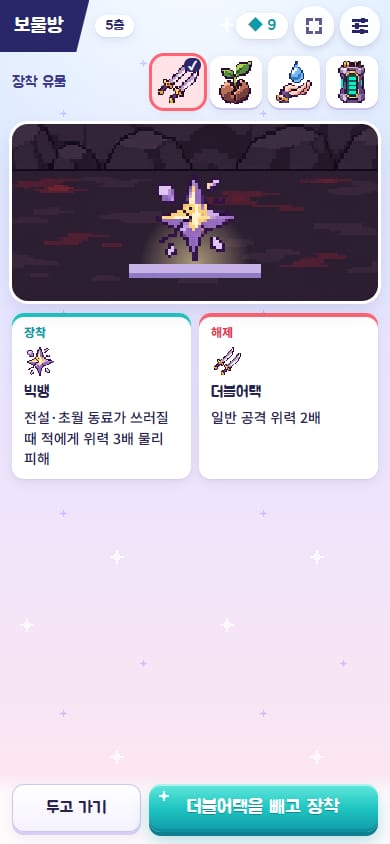 보물방
5층
9
장착 유물
장착
빅뱅
전설·초월 동료가 쓰러질
때 적에게 위력 3배 물리
피해
해제
더블어택
일반 공격 위력 2배
두고 가기
더블어택을 빼고 장착